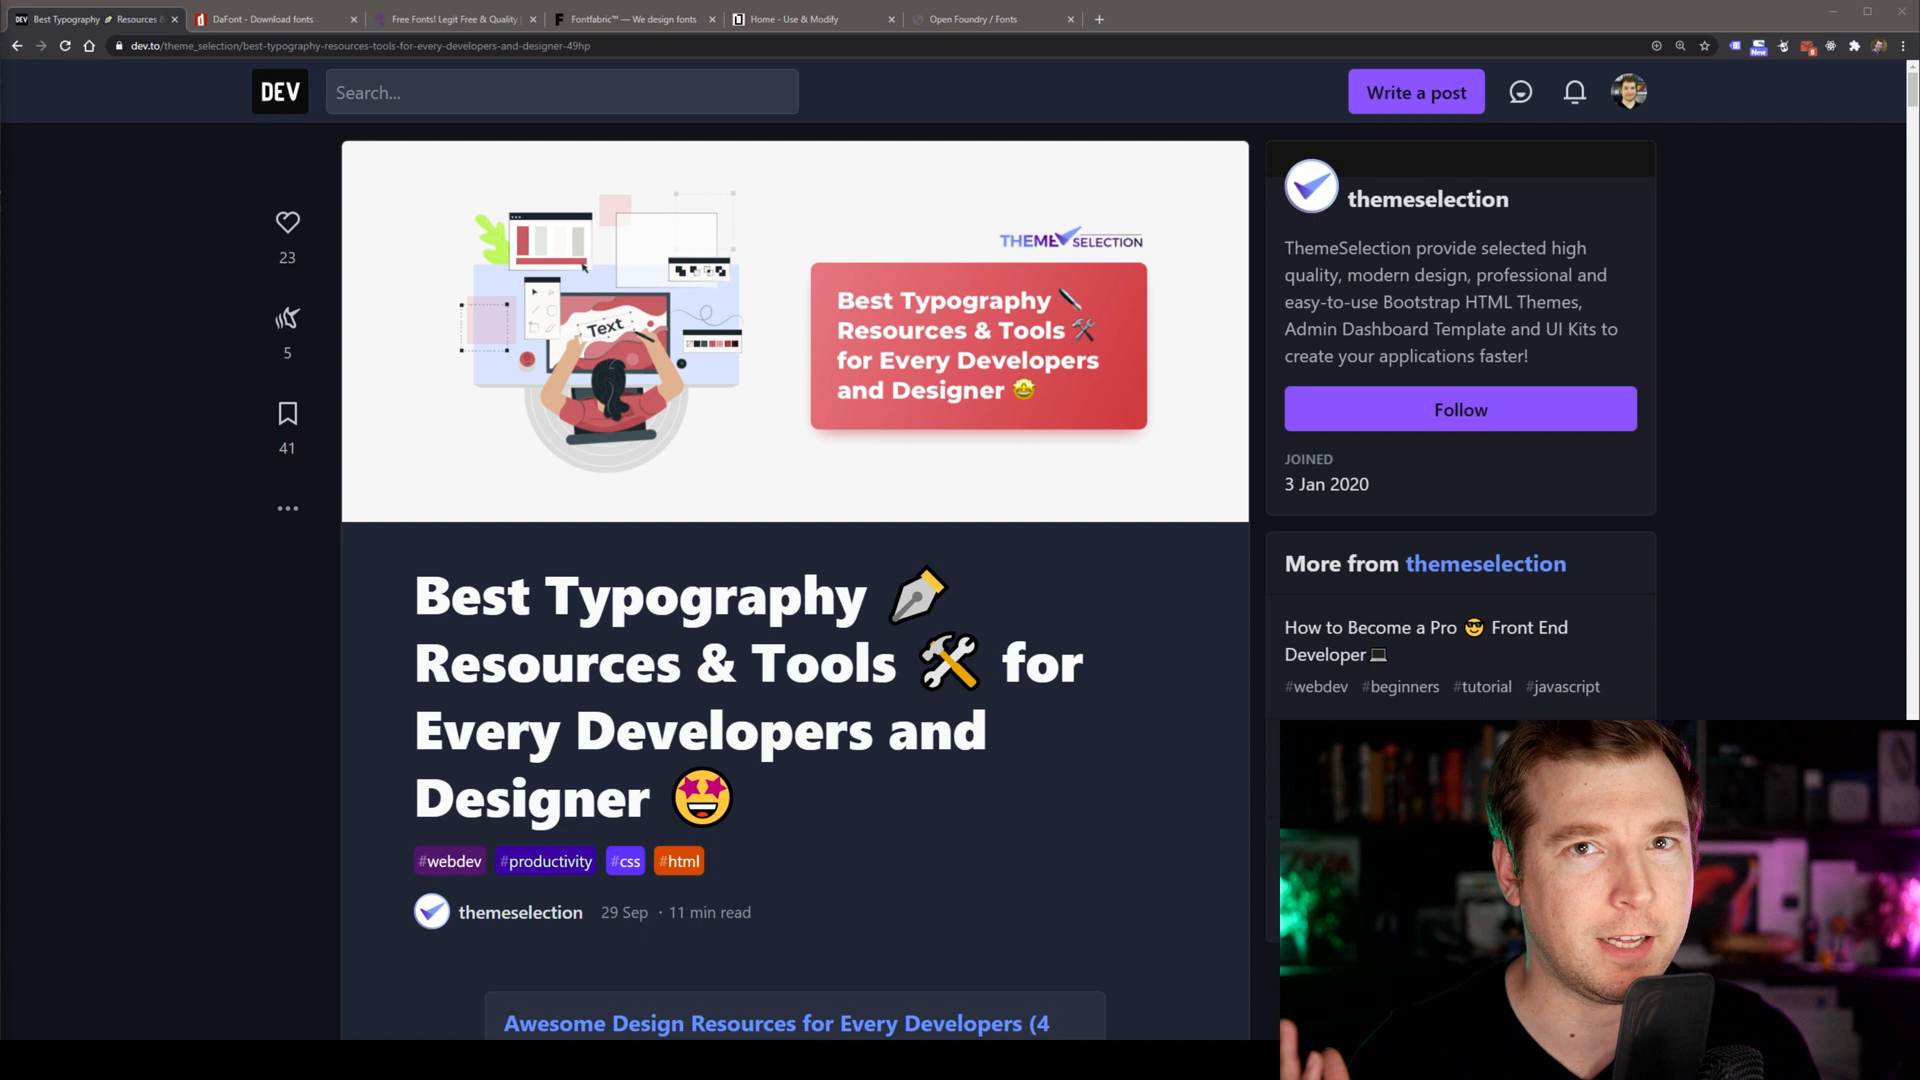 Best Typography 🖋 Resources &
DaFont - Download fonts
Free Fonts! Legit Free & Quality
Fontfabric™ — We design fonts
Home - Use & Modify
Open Foundry / Fonts
dev.to/theme_selection/best-typography-resources-tools-for-every-developers-and-designer-49hp
New
8
DEV
Search...
Write a post
23
5
41
Text
THEMESELECTION
Best Typography 🖋
Resources & Tools 🛠
for Every Developers
and Designer 🤩
themeselection
ThemeSelection provide selected high
quality, modern design, professional and
easy-to-use Bootstrap HTML Themes,
Admin Dashboard Template and UI Kits to
create your applications faster!
Follow
JOINED
3 Jan 2020
More from themeselection
How to Become a Pro 😎 Front End
Developer💻
#webdev #beginners #tutorial #javascript
Best Typography 🖋
Resources & Tools 🛠 for
Every Developers and
Designer 🤩
#webdev #productivity #css #html
themeselection 29 Sep · 11 min read
Awesome Design Resources for Every Developers (4